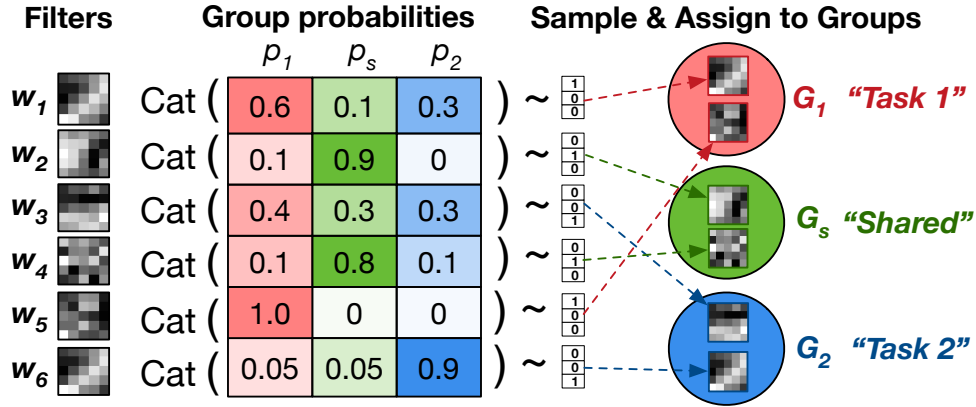 Filters Group probabilities Sample & Assign to Groups
p1 ps p2
w1 Cat ( 0.6 0.1 0.3 ) ~ 1 0 0 G1 "Task 1"
w2 Cat ( 0.1 0.9 0 ) ~ 0 1 0
w3 Cat ( 0.4 0.3 0.3 ) ~ 0 0 1 Gs "Shared"
w4 Cat ( 0.1 0.8 0.1 ) ~ 0 1 0
w5 Cat ( 1.0 0 0 ) ~ 1 0 0 G2 "Task 2"
w6 Cat ( 0.05 0.05 0.9 ) ~ 0 0 1